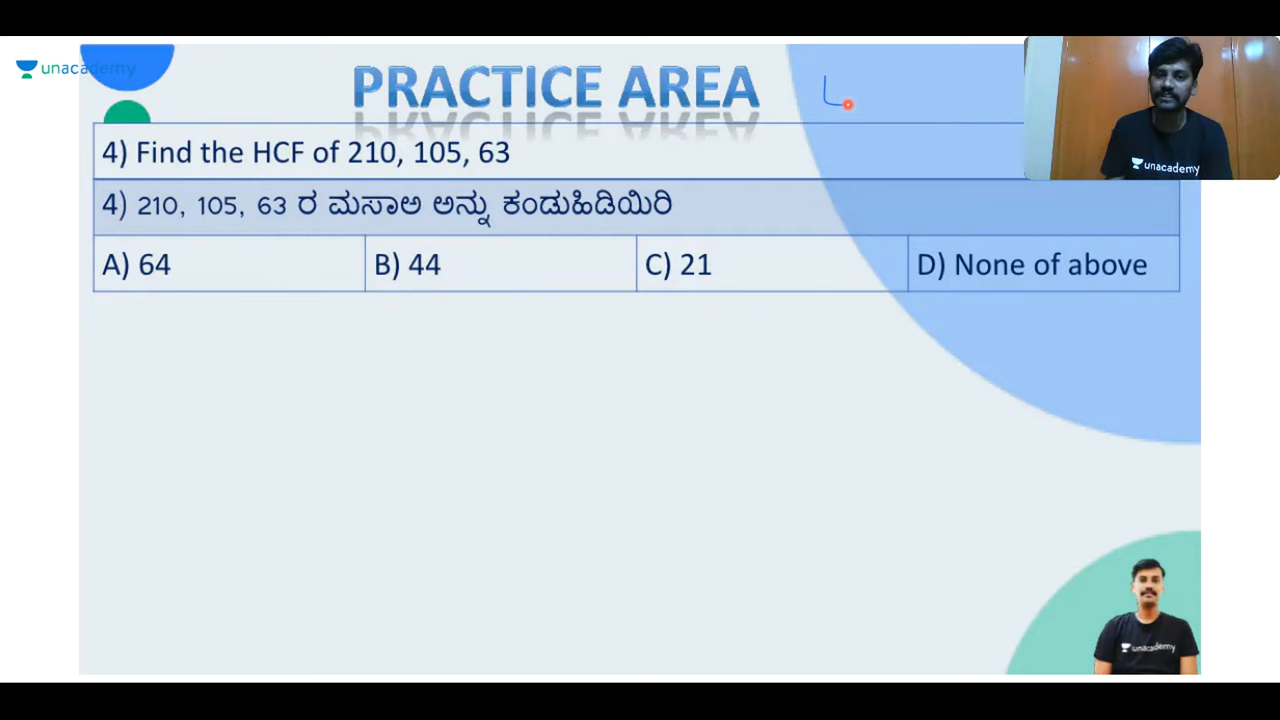 unacademy
PRACTICE AREA
4) Find the HCF of 210, 105, 63
4) 210, 105, 63 ರ ಮಸಾಅ ಅನ್ನು ಕಂಡುಹಿಡಿಯಿರಿ
A) 64 B) 44 C) 21 D) None of above
unacademy
unacademy